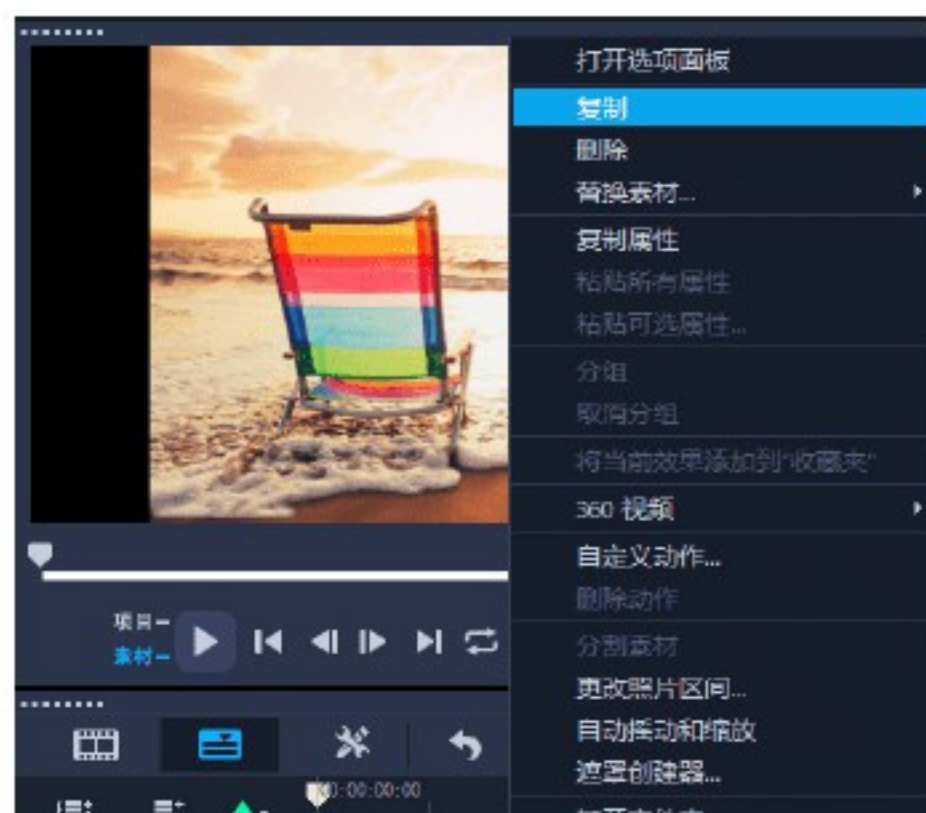 打开选项面板
复制
删除
替换素材...
复制属性
粘贴所有属性
粘贴可选属性...
分组
取消分组
将当前效果添加到“收藏夹”
360 视频
自定义动作...
删除动作
分割素材
更改照片区间...
自动摇动和缩放
遮罩创建器...
项目
素材
00:00:00:00